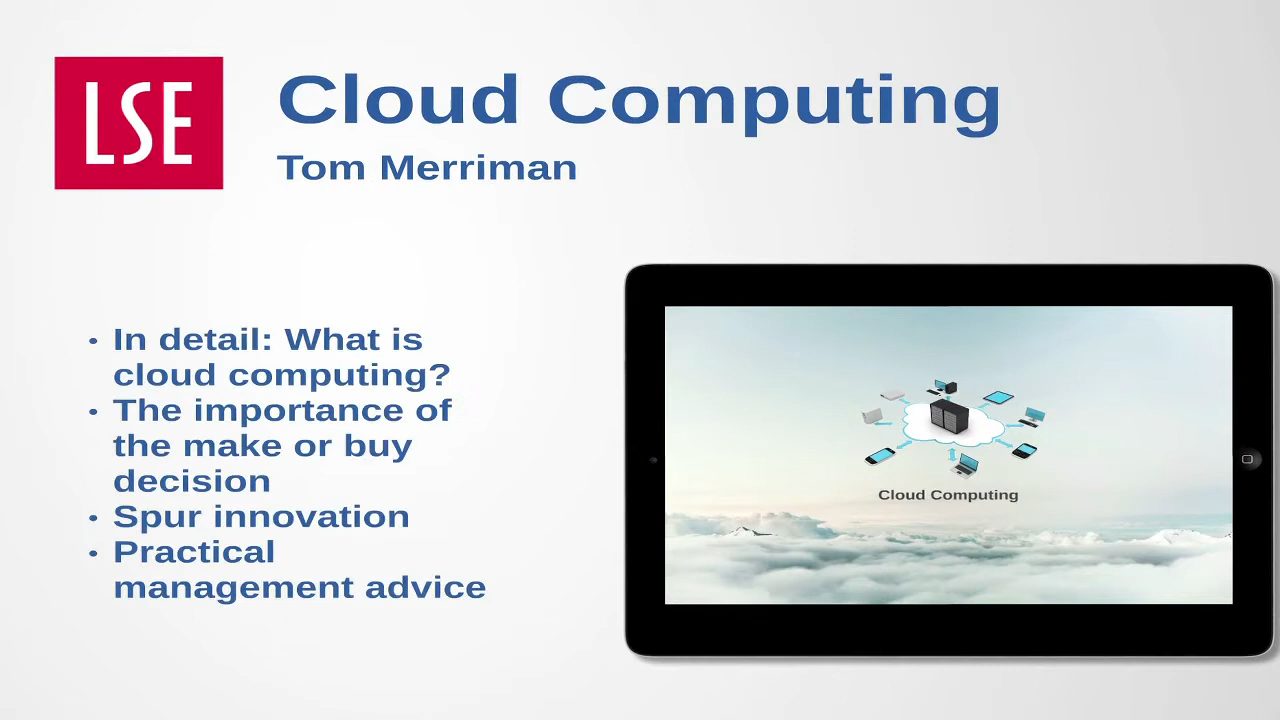 LSE
Cloud Computing
Tom Merriman
• In detail: What is
cloud computing?
• The importance of
the make or buy
decision
• Spur innovation
• Practical
management advice
Cloud Computing